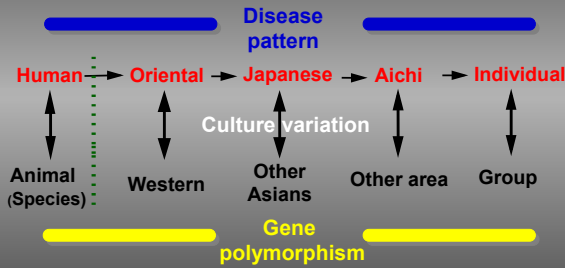 Disease
pattern
Human Oriental Japanese Aichi Individual
Culture variation
Animal
(Species)
Western
Other
Asians
Other area
Group
Gene
polymorphism